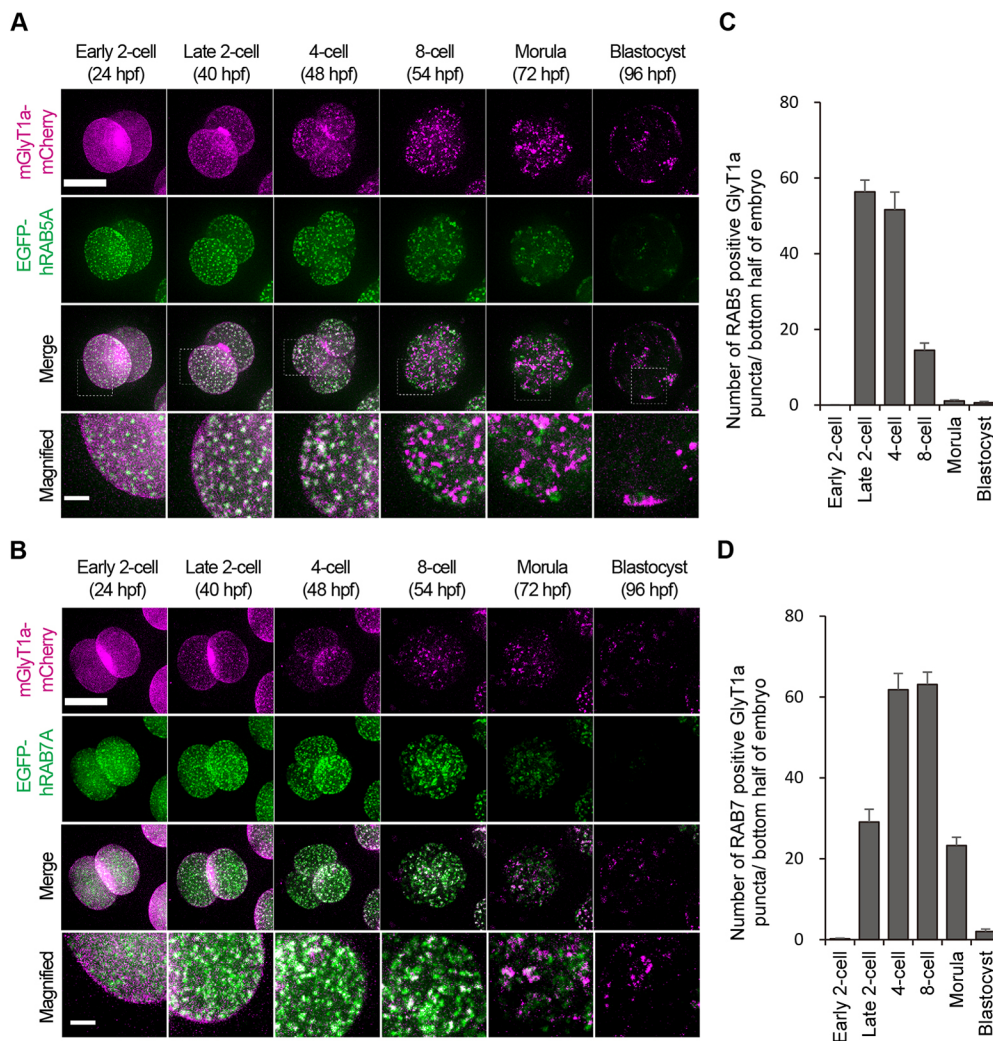 A
Early 2-cell
(24 hpf)
Late 2-cell
(40 hpf)
4-cell
(48 hpf)
8-cell
(54 hpf)
Morula
(72 hpf)
Blastocyst
(96 hpf)
mGlyT1a-
mCherry
EGFP-
hRAB5A
Merge
Magnified
C
Number of RAB5 positive GlyT1a
puncta/ bottom half of embryo
80
60
40
20
0
Early 2-cell
Late 2-cell
4-cell
8-cell
Morula
Blastocyst
B
Early 2-cell
(24 hpf)
Late 2-cell
(40 hpf)
4-cell
(48 hpf)
8-cell
(54 hpf)
Morula
(72 hpf)
Blastocyst
(96 hpf)
mGlyT1a-
mCherry
EGFP-
hRAB7A
Merge
Magnified
D
Number of RAB7 positive GlyT1a
puncta/ bottom half of embryo
80
60
40
20
0
Early 2-cell
Late 2-cell
4-cell
8-cell
Morula
Blastocyst